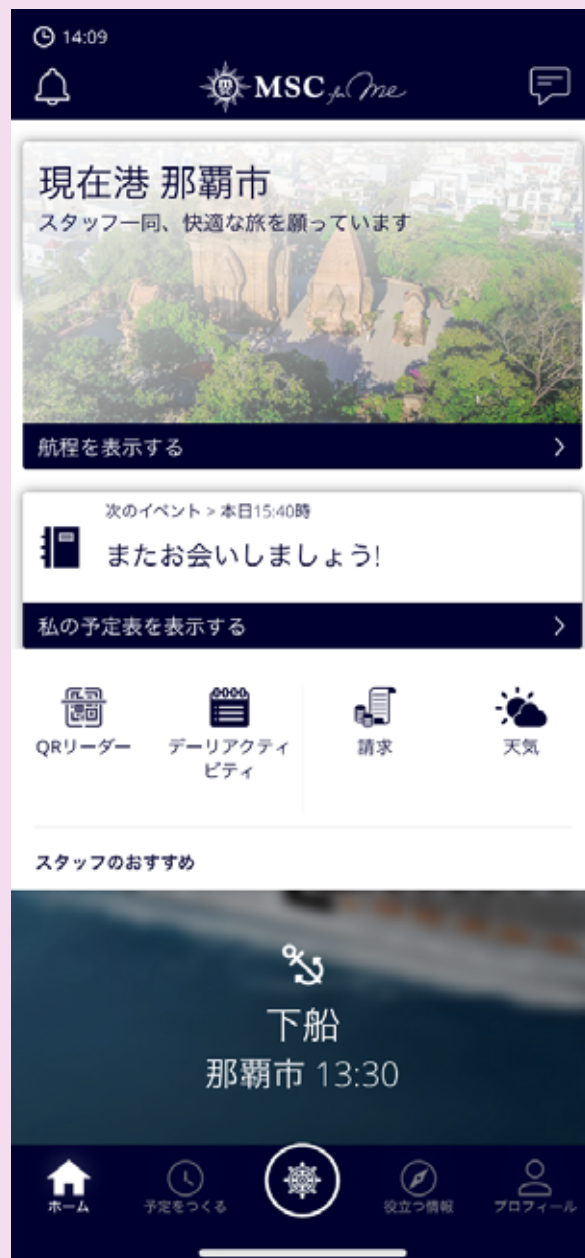 14:09
MSC for Me
現在港 那覇市
スタッフ一同、快適な旅を願っています
航程を表示する
次のイベント > 本日15:40時
またお会いしましょう!
私の予定表を表示する
QRリーダー
デーリアクティ
ビティ
請求
天気
スタッフのおすすめ
下船
那覇市 13:30
ホーム
予定をつくる
役立つ情報
プロフィール